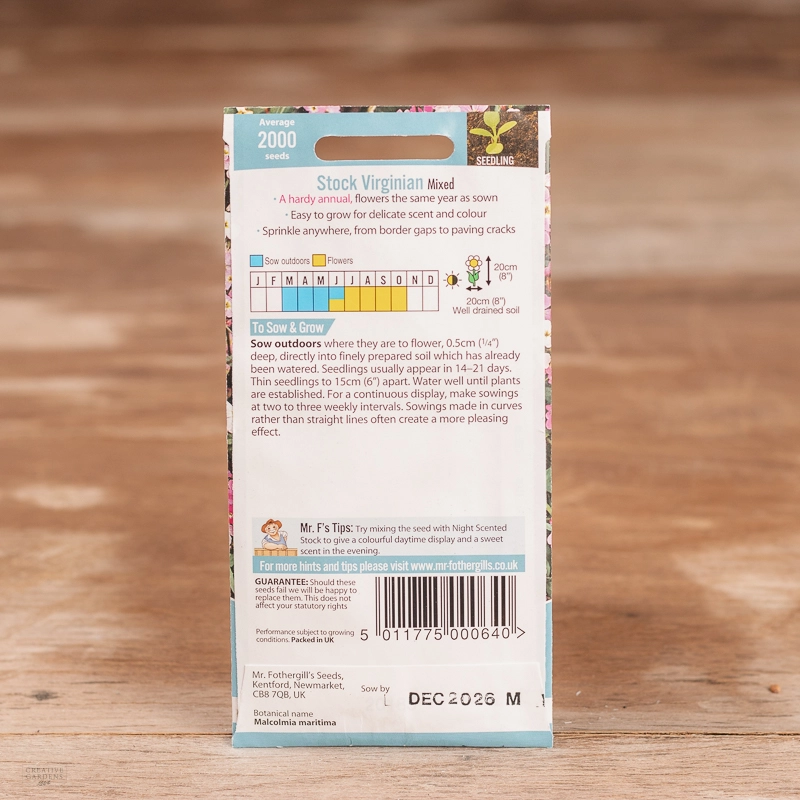 Average
2000
seeds
SEEDLING
Stock Virginian Mixed
· A hardy annual, flowers the same year as sown
· Easy to grow for delicate scent and colour
· Sprinkle anywhere, from border gaps to paving cracks
Sow outdoors Flowers
J F M A M J J A S O N D
20cm
(8")
20cm (8")
Well drained soil
To Sow & Grow
Sow outdoors where they are to flower, 0.5cm (1/4")
deep, directly into finely prepared soil which has already
been watered. Seedlings usually appear in 14–21 days.
Thin seedlings to 15cm (6") apart. Water well until plants
are established. For a continuous display, make sowings
at two to three weekly intervals. Sowings made in curves
rather than straight lines often create a more pleasing
effect.
Mr. F's Tips: Try mixing the seed with Night Scented
Stock to give a colourful daytime display and a sweet
scent in the evening.
For more hints and tips please visit www.mr-fothergills.co.uk
GUARANTEE: Should these
seeds fail we will be happy to
replace them. This does not
affect your statutory rights
Performance subject to growing
conditions. Packed in UK
5 011775 000640 >
Mr. Fothergill's Seeds,
Kentford, Newmarket,
CB8 7QB, UK
Sow by
DEC 2026 M
Botanical name
Malcolmia maritima
CREATIVE
GARDENS